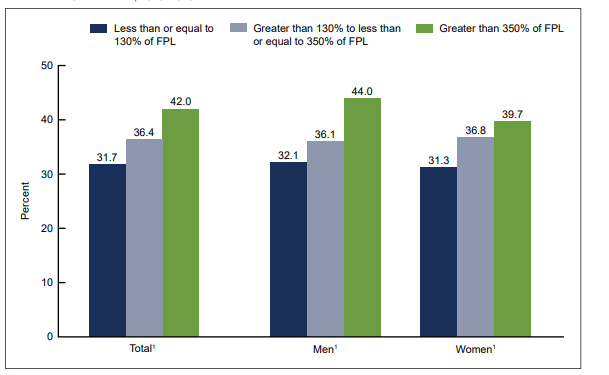 Less than or equal to
130% of FPL
Greater than 130% to less than
or equal to 350% of FPL
Greater than 350% of FPL
50
40
30
20
10
0
Percent
31.7
36.4
42.0
32.1
36.1
44.0
31.3
36.8
39.7
Total¹
Men¹
Women¹